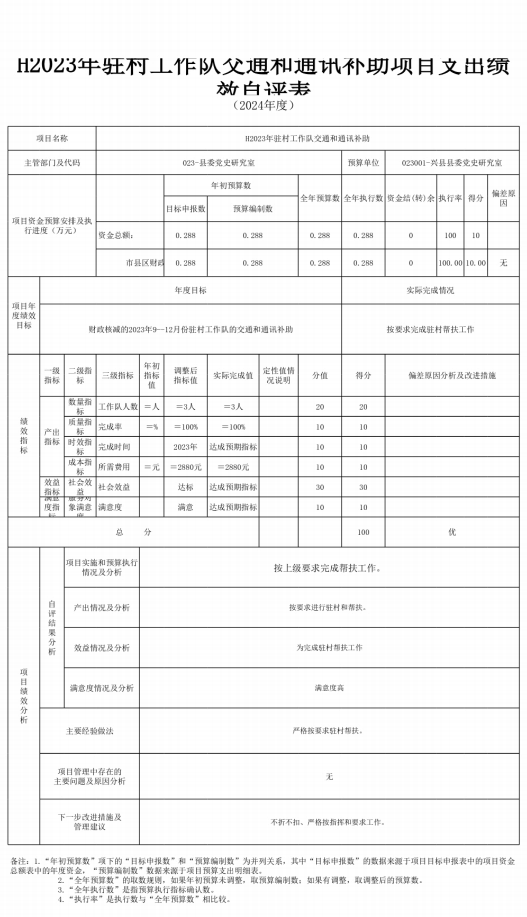 H2023年驻村工作队交通和通讯补助项目支出绩
效自评表
（2024年度）
项目名称 H2023年驻村工作队交通和通讯补助
主管部门及代码 023-县委党史研究室 预算单位 023001-兴县县委党史研究室
项目资金预算安排及执
行进度（万元）
年初预算数 全年预算数 全年执行数 资金结(转)余 执行率 得分 偏差原
因
目标申报数 预算编制数
资金总额： 0.288 0.288 0.288 0.288 0 100 10
市县区财政 0.288 0.288 0.288 0.288 0 100.00 10.00 无
项目年
度绩效
目标
年度目标 实际完成情况
财政核减的2023年9--12月份驻村工作队的交通和通讯补助 按要求完成驻村帮扶工作
绩
效
指
标
一级
指标
二级指
标
三级指标
年初
指标
值
调整后
指标值
实际完成值
定性值情
况说明
分值 得分 偏差原因分析及改进措施
产出
指标
数量指
标
工作队人数 ＝人 ＝3人 ＝3人 20 20
质量指
标
完成率 ＝% ＝100% ＝100% 10 10
时效指
标
完成时间 2023年 达成预期指标 10 10
成本指
标
所需费用 ＝元 ＝2880元 ＝2880元 10 10
效益
指标
社会效
益
社会效益 达标 达成预期指标 30 30
满意
度指
标
服务对
象满意
度
满意度 满意 达成预期指标 10 10
总 分 100 优
项
目
绩
效
分
析
自
评
结
果
分
析
项目实施和预算执行
情况及分析
按上级要求完成帮扶工作。
产出情况及分析 按要求进行驻村和帮扶。
效益情况及分析 为完成驻村帮扶工作
满意度情况及分析 满意度高
主要经验做法 严格按要求驻村帮扶。
项目管理中存在的
主要问题及原因分析
无
下一步改进措施及
管理建议
不折不扣、严格按指挥和要求工作。
备注：1.“年初预算数”项下的“目标申报数”和“预算编制数”为并列关系，其中“目标申报数”的数据来源于项目目标申报表中的项目资金
总额表中的年度资金，“预算编制数”数据来源于项目预算支出明细表。
2.“全年预算数”的取数规则，如果年初预算未调整，取预算编制数；如果有调整，取调整后的预算数。
3.“全年执行数”是指预算执行指标确认数。
4.“执行率”是执行数与“全年预算数”相比较。